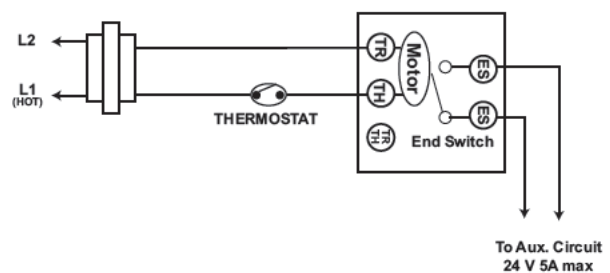 L2
L1
(HOT)
THERMOSTAT
TR
TH
TR
TH
Motor
ES
ES
End Switch
To Aux. Circuit
24 V 5A max